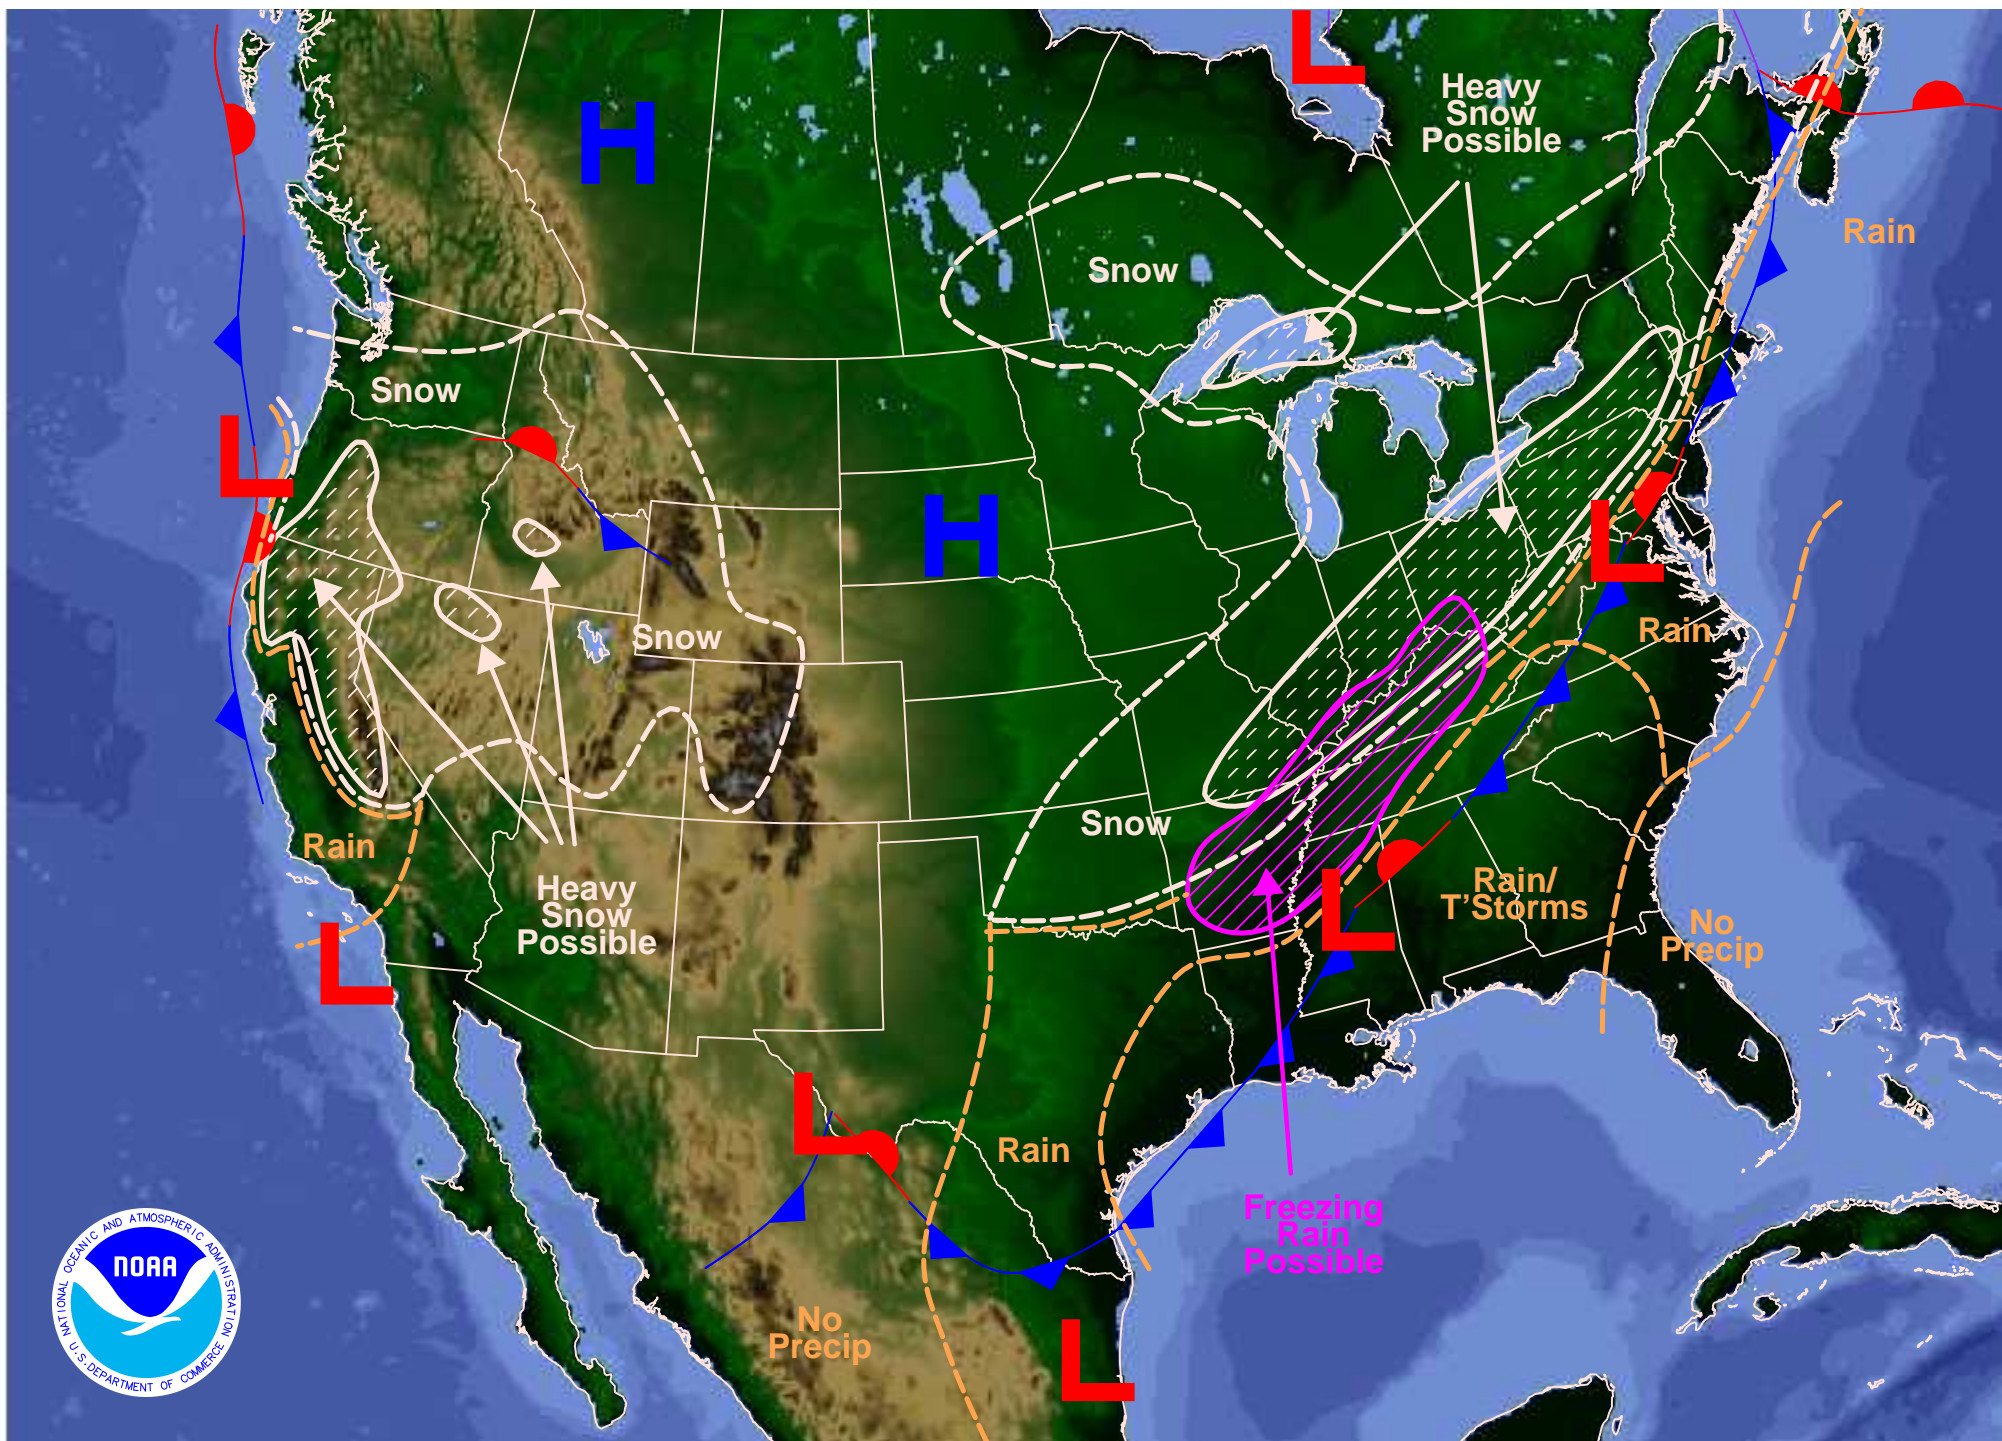 L
H
Heavy
Snow
Possible
Rain
Snow
Snow
L
H
L
Rain
Snow
Snow
Rain
Heavy
Snow
Possible
L
Rain/
T'Storms
No
Precip
L
L
Rain
Freezing
Rain
Possible
No
Precip
L
NATIONAL OCEANIC AND ATMOSPHERIC ADMINISTRATION
NOAA
U.S. DEPARTMENT OF COMMERCE